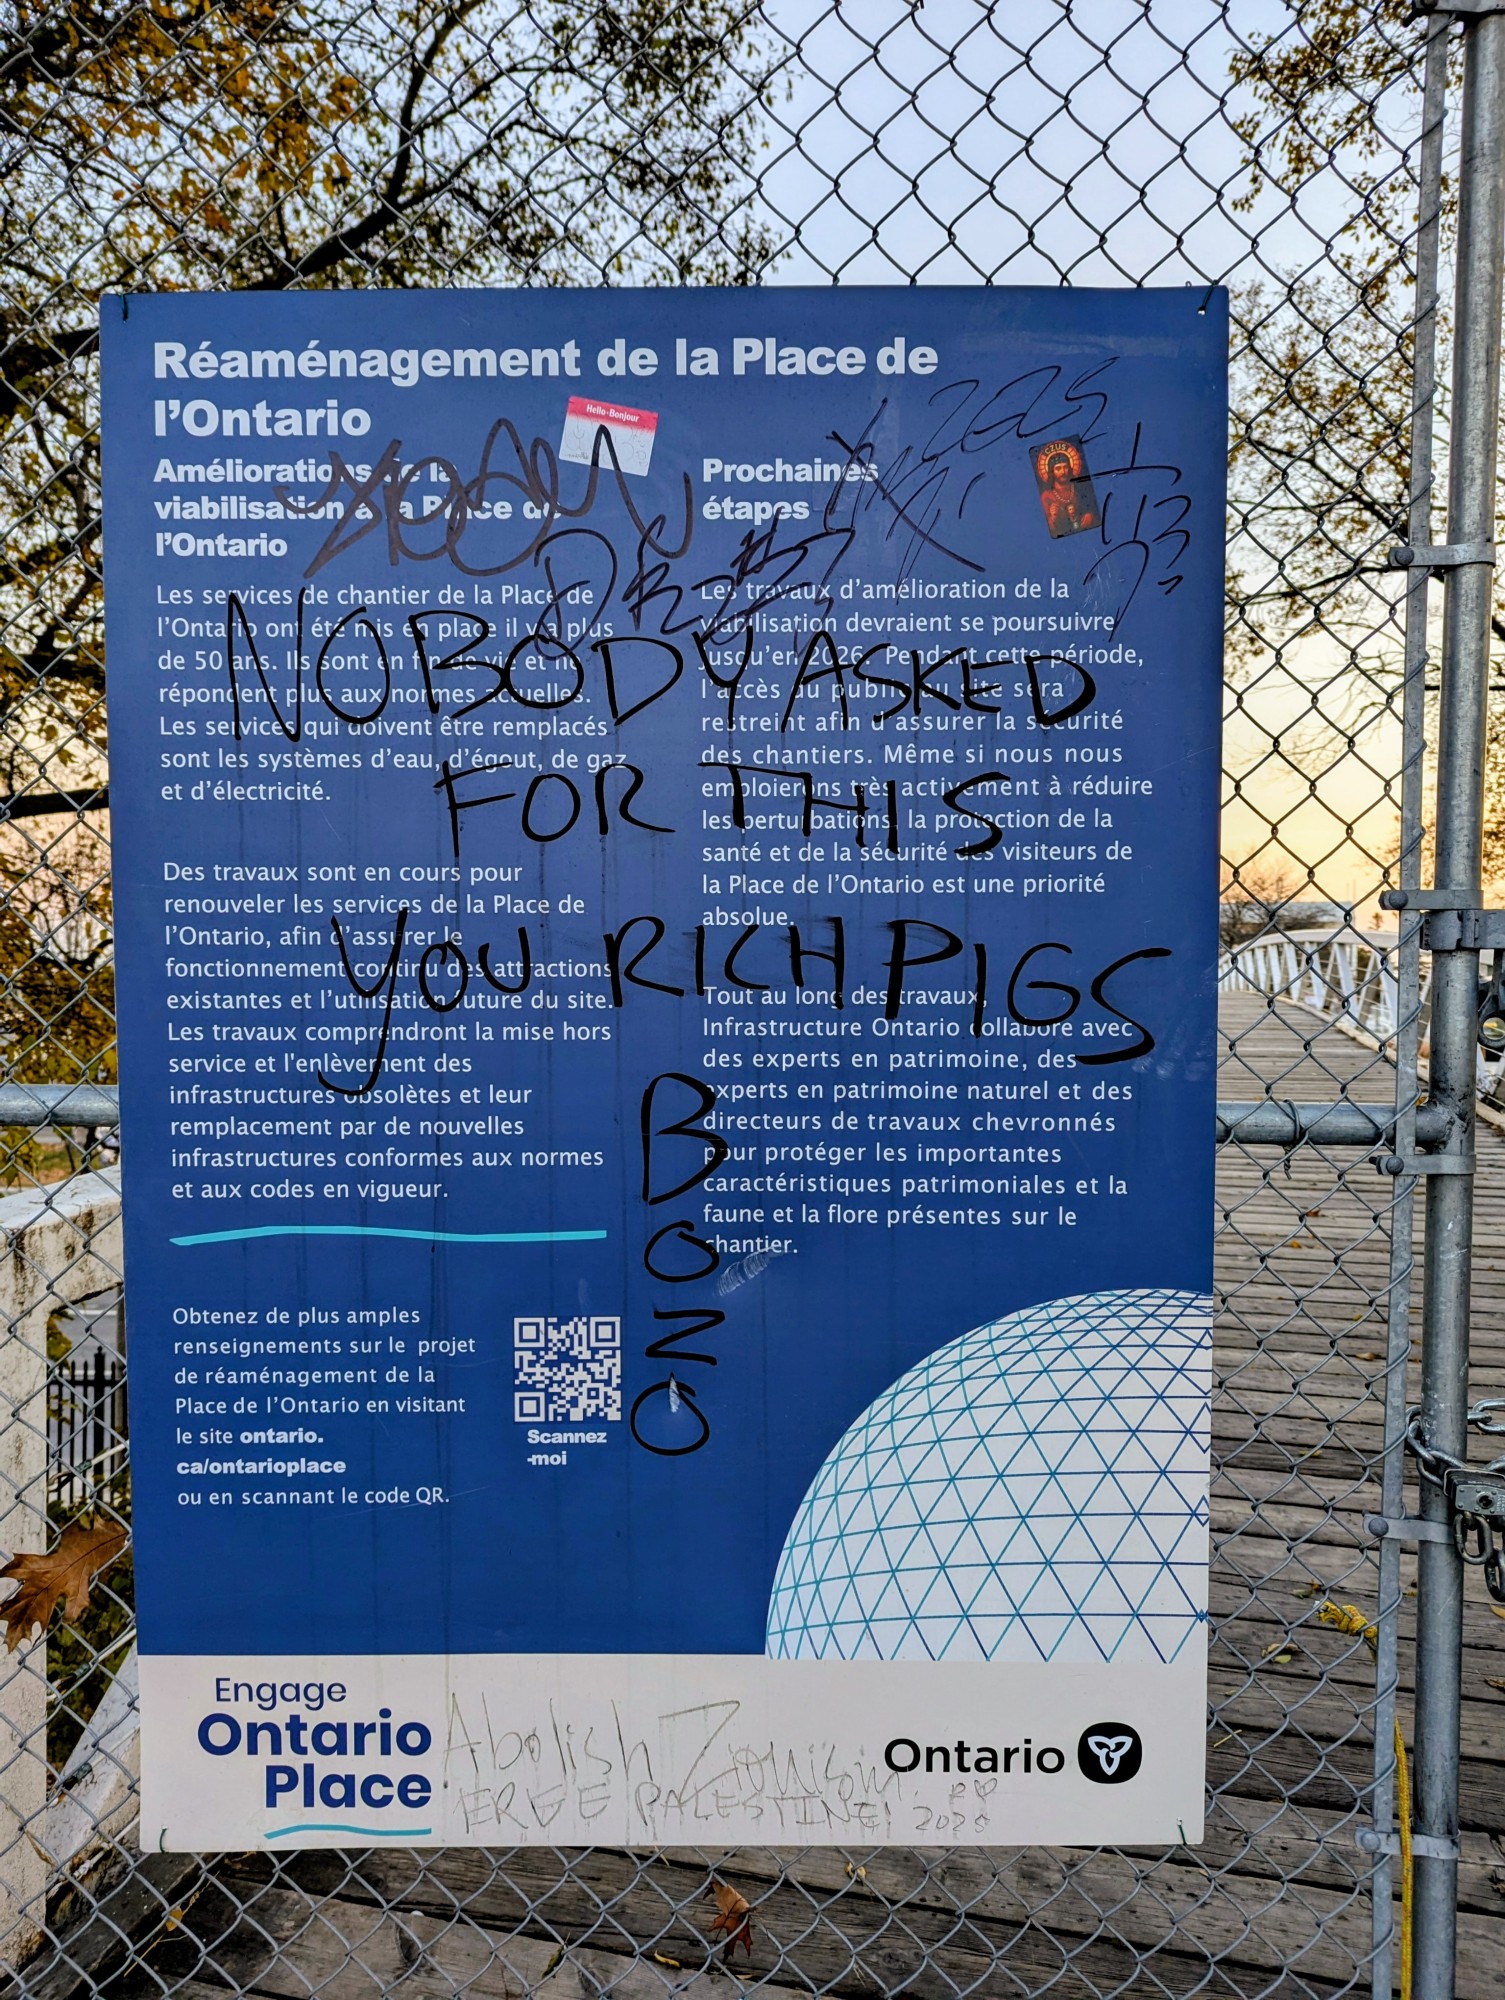 Réaménagement de la Place de
l'Ontario
Hello-Bonjour
Améliorations de la
viabilisation à la Place de
l'Ontario
Les services de chantier de la Place de
l'Ontario ont été mis en place il y a plus
de 50 ans. Ils sont en fin de vie et ne
répondent plus aux normes actuelles.
Les services qui doivent être remplacés
sont les systèmes d'eau, d'égout, de gaz
et d'électricité.
Des travaux sont en cours pour
renouveler les services de la Place de
l'Ontario, afin d'assurer le
fonctionnement continu des attractions
existantes et l'utilisation future du site.
Les travaux comprendront la mise hors
service et l'enlèvement des
infrastructures obsolètes et leur
remplacement par de nouvelles
infrastructures conformes aux normes
et aux codes en vigueur.
Obtenez de plus amples
renseignements sur le projet
de réaménagement de la
Place de l'Ontario en visitant
le site ontario.
ca/ontarioplace
ou en scannant le code QR.
Scannez
-moi
Prochaines
étapes
2025
Les travaux d'amélioration de la
viabilisation devraient se poursuivre
jusqu'en 2026. Pendant cette période,
l'accès du public au site sera
restreint afin d'assurer la sécurité
des chantiers. Même si nous nous
emploierons très activement à réduire
les perturbations, la protection de la
santé et de la sécurité des visiteurs de
la Place de l'Ontario est une priorité
absolue.
Tout au long des travaux,
Infrastructure Ontario collabore avec
des experts en patrimoine, des
experts en patrimoine naturel et des
directeurs de travaux chevronnés
pour protéger les importantes
caractéristiques patrimoniales et la
faune et la flore présentes sur le
chantier.
NOBODY ASKED
FOR THIS
YOU RICH PIGS
BOZO
Engage
Ontario
Place
Abolish Zionism
FREE PALESTINE! 2025
Ontario